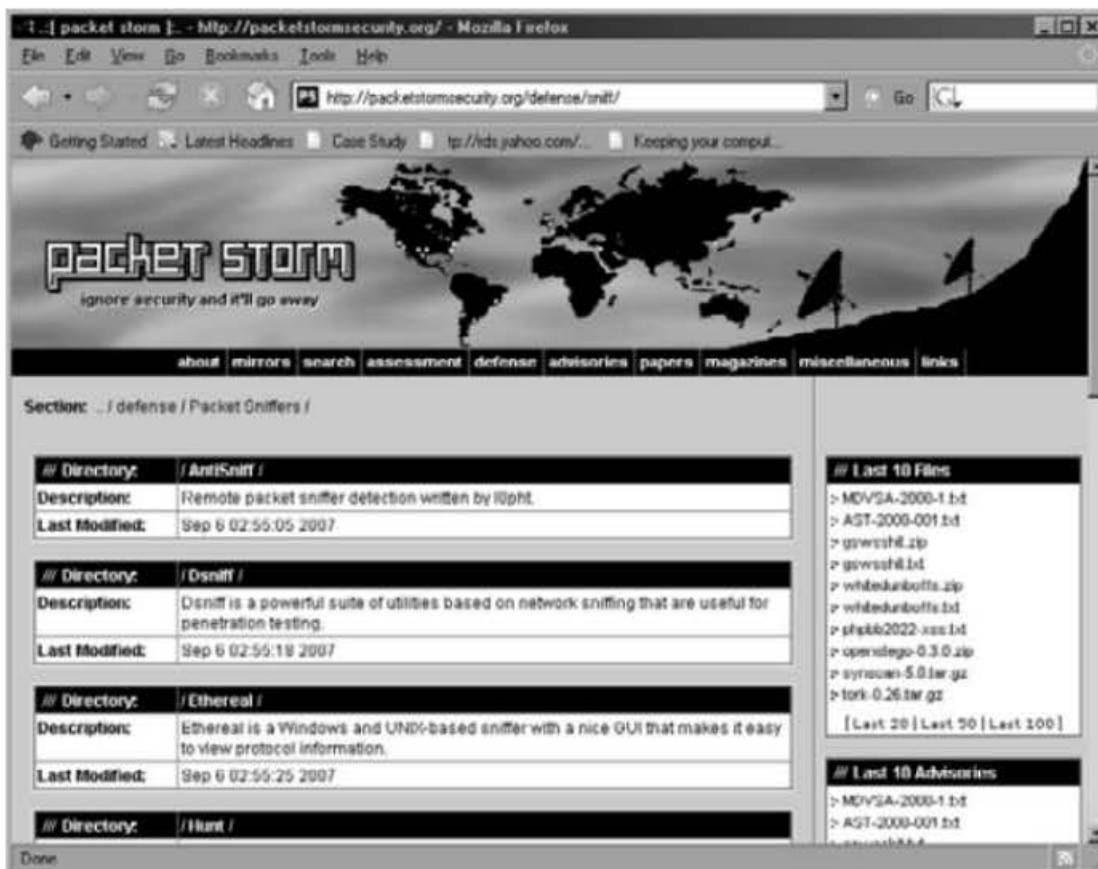 .:[ packet storm ]:. - http://packetstormsecurity.org/ - Mozilla Firefox
File Edit View Go Bookmarks Tools Help
PS http://packetstormsecurity.org/defense/sniff/ Go
Getting Started Latest Headlines Case Study tp://rds.yahoo.com/... Keeping your comput...
packet storm
ignore security and it'll go away
about mirrors search assessment defense advisories papers magazines miscellaneous links
Section: .. / defense / Packet Sniffers /
/// Directory: / AntiSniff /
Description: Remote packet sniffer detection written by l0pht.
Last Modified: Sep 6 02:55:05 2007
/// Directory: / Dsniff /
Description: Dsniff is a powerful suite of utilities based on network sniffing that are useful for
penetration testing.
Last Modified: Sep 6 02:55:18 2007
/// Directory: / Ethereal /
Description: Ethereal is a Windows and UNIX-based sniffer with a nice GUI that makes it easy
to view protocol information.
Last Modified: Sep 6 02:55:25 2007
/// Directory: / Hunt /
/// Last 10 Files
> MDVSA-2008-1.txt
> AST-2008-001.txt
> gswsshit.zip
> gswsshit.txt
> whitedunboffs.zip
> whitedunboffs.txt
> phpbb2022-xss.txt
> openstego-0.3.0.zip
> synscan-5.0.tar.gz
> tork-0.26.tar.gz
[ Last 20 | Last 50 | Last 100 ]
/// Last 10 Advisories
> MDVSA-2008-1.txt
> AST-2008-001.txt
Done